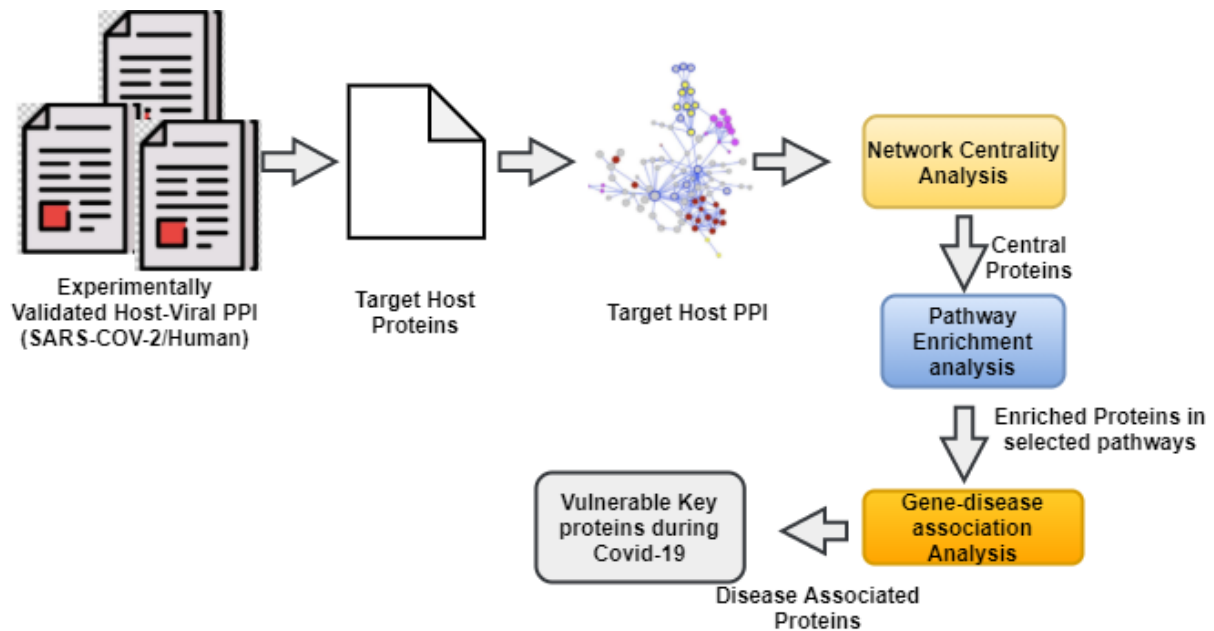 Experimentally
Validated Host-Viral PPI
(SARS-COV-2/Human)
Target Host
Proteins
Target Host PPI
Network Centrality
Analysis
Central
Proteins
Pathway
Enrichment
analysis
Enriched Proteins in
selected pathways
Gene-disease
association
Analysis
Disease Associated
Proteins
Vulnerable Key
proteins during
Covid-19